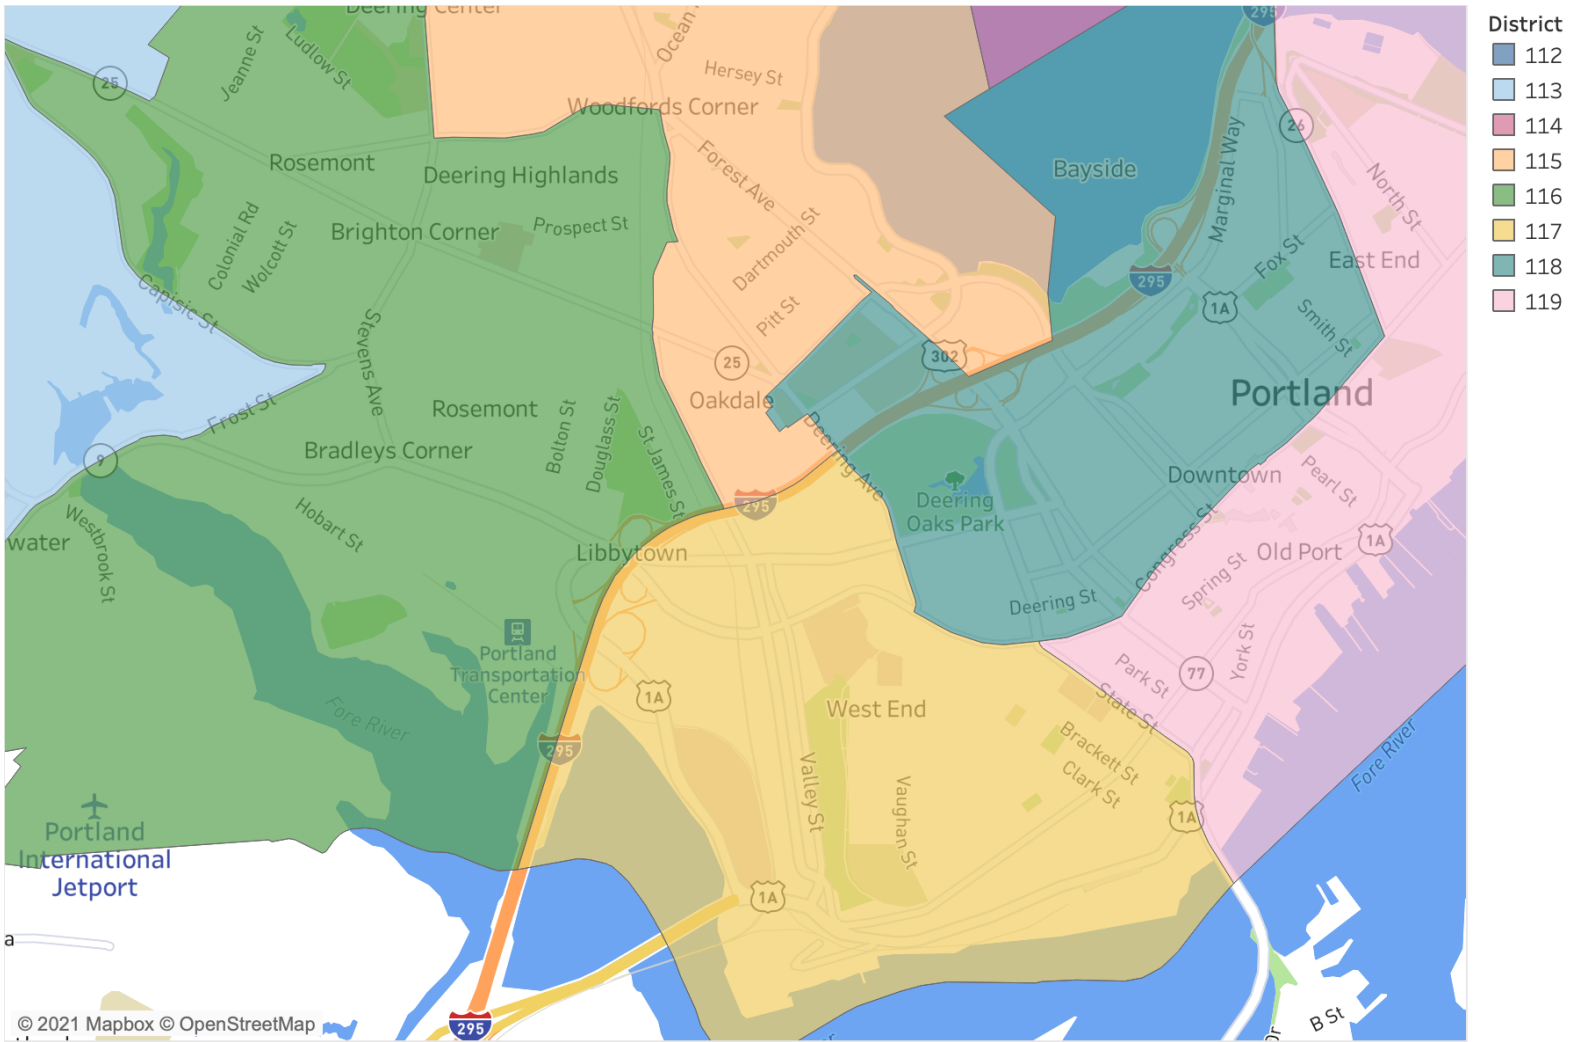 Deering Center
295
District
112
113
114
115
116
117
118
119
Jeanne St
Ludlow St
Ocean
Hersey St
25
Woodfords Corner
26
Rosemont
Deering Highlands
Forest Ave
Bayside
Marginal Way
North St
Colonial Rd
Wolcott St
Brighton Corner
Prospect St
Dartmouth St
Fox St
East End
Capisic St
Stevens Ave
Pitt St
295
1A
Smith St
25
302
Oakdale
Portland
Frost St
Rosemont
Bolton St
Douglass St
St James St
Bradleys Corner
Deering Ave
9
Downtown
Pearl St
Deering
Oaks Park
295
Hobart St
Westbrook St
water
Libbytown
Congress St
Spring St
Old Port
1A
Deering St
Portland
Transportation
Center
1A
West End
Park St
77
York St
State St
Fore River
295
Brackett St
Clark St
Valley St
Vaughan St
1A
Fore River
Portland
International
Jetport
1A
a
© 2021 Mapbox © OpenStreetMap
295
B St